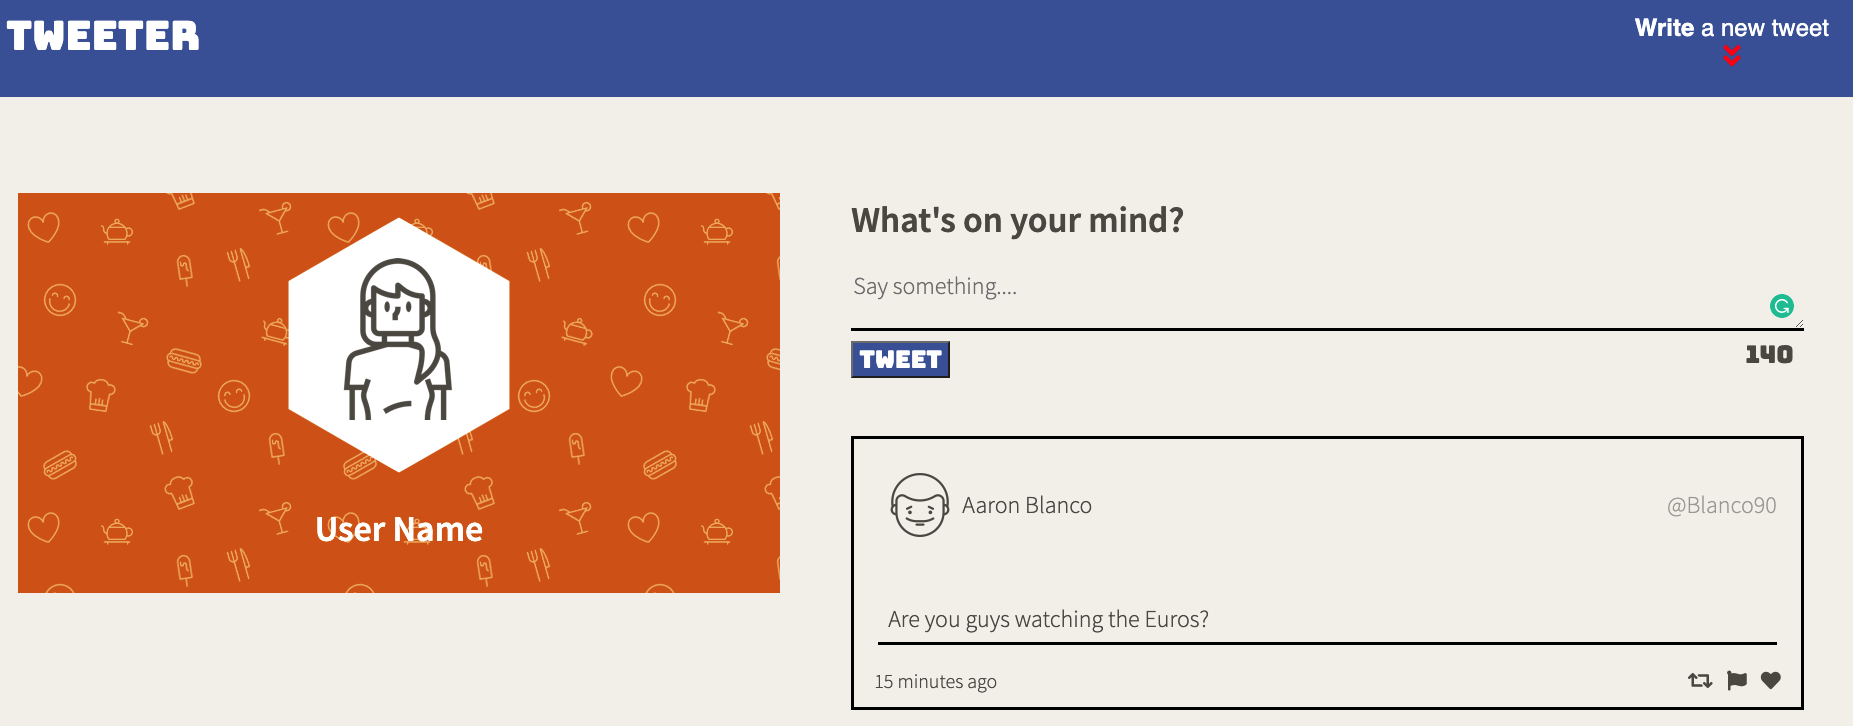 TWEETER
Write a new tweet
User Name
What's on your mind?
Say something....
TWEET
140
Aaron Blanco
@Blanco90
Are you guys watching the Euros?
15 minutes ago